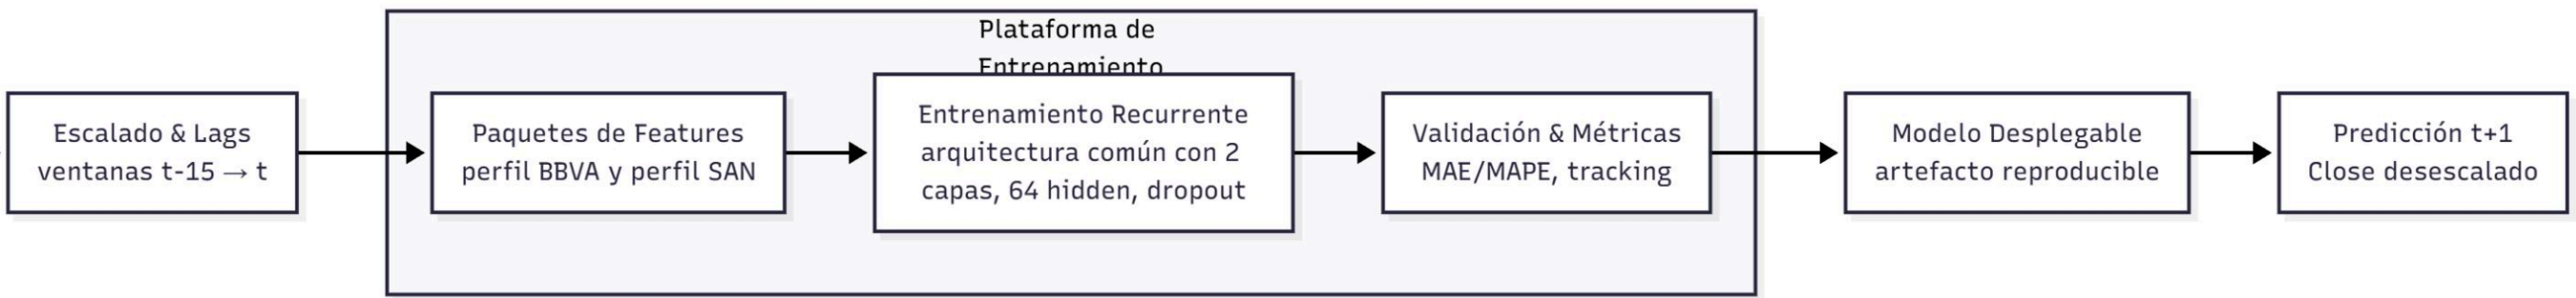 Plataforma de
Entrenamiento
Escalado & Lags
ventanas t-15 → t
Paquetes de Features
perfil BBVA y perfil SAN
Entrenamiento Recurrente
arquitectura común con 2
capas, 64 hidden, dropout
Validación & Métricas
MAE/MAPE, tracking
Modelo Desplegable
artefacto reproducible
Predicción t+1
Close desescalado